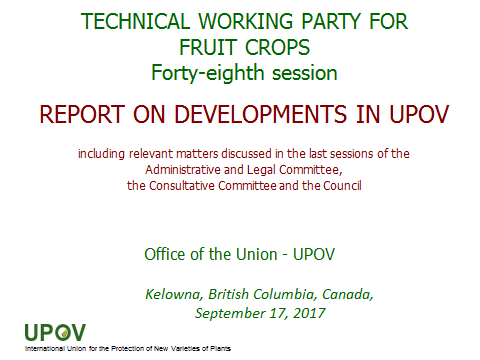 TECHNICAL WORKING PARTY FOR
FRUIT CROPS
Forty-eighth session
REPORT ON DEVELOPMENTS IN UPOV
including relevant matters discussed in the last sessions of the
Administrative and Legal Committee,
the Consultative Committee and the Council
Office of the Union - UPOV
Kelowna, British Columbia, Canada,
September 17, 2017
UPOV
International Union for the Protection of New Varieties of Plants